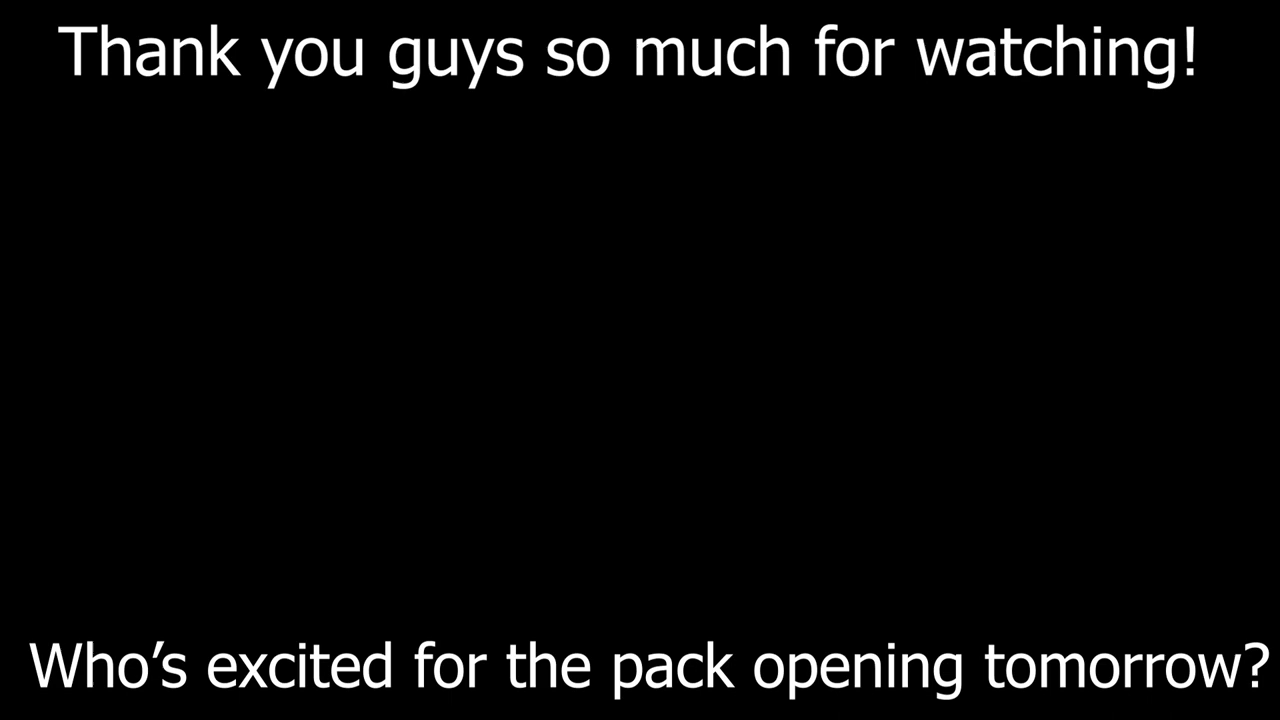 Thank you guys so much for watching!
Who’s excited for the pack opening tomorrow?